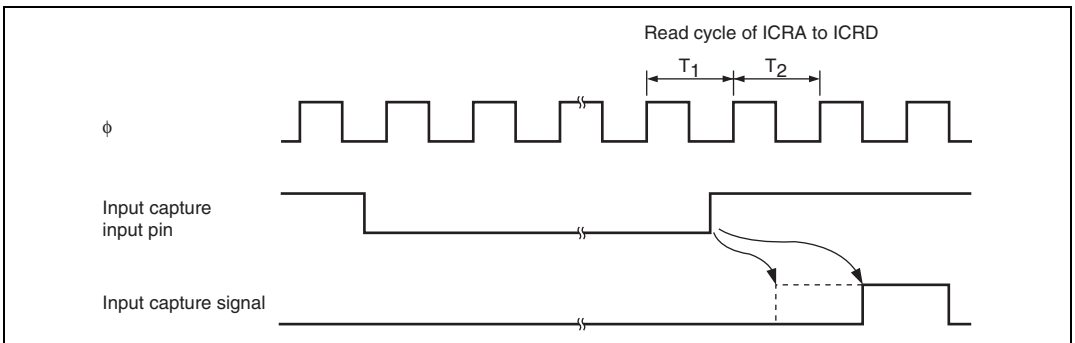 Read cycle of ICRA to ICRD
T1 T2
ϕ
Input capture
input pin
Input capture signal